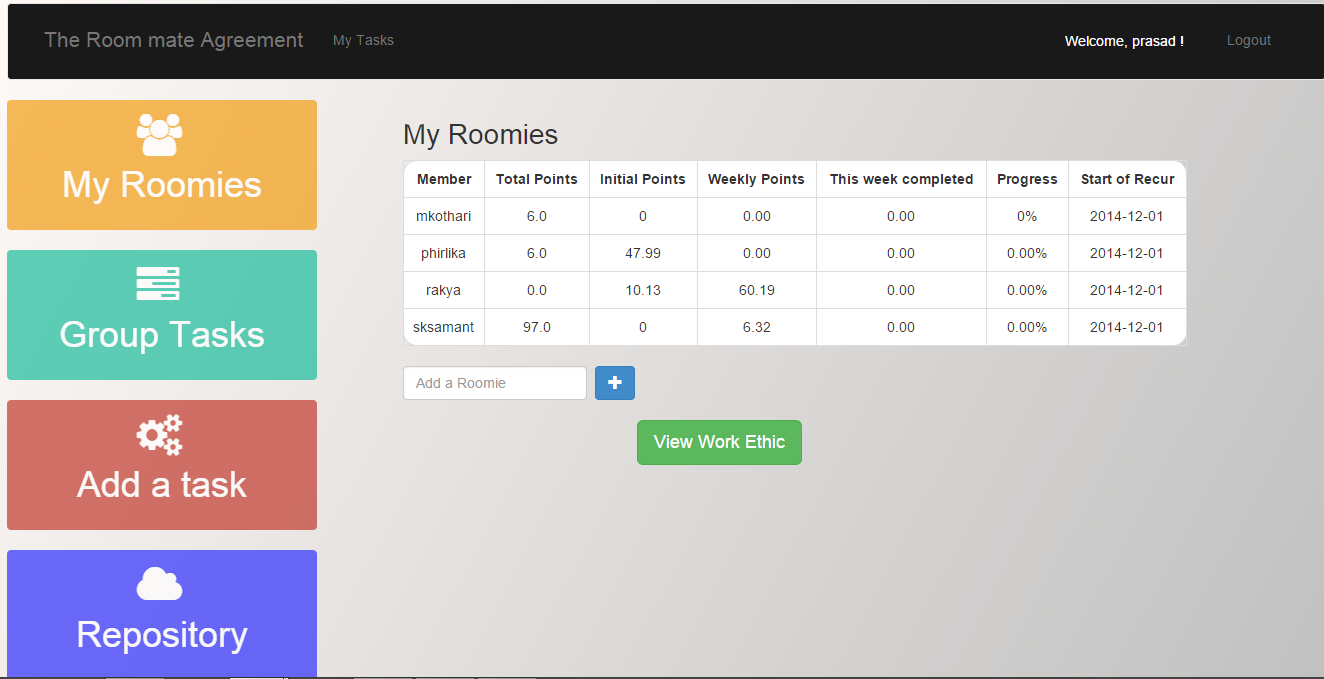 The Room mate Agreement My Tasks Welcome, prasad ! Logout
My Roomies
Group Tasks
Add a task
Repository
My Roomies
Member Total Points Initial Points Weekly Points This week completed Progress Start of Recur
mkothari 6.0 0 0.00 0.00 0% 2014-12-01
phirlika 6.0 47.99 0.00 0.00 0.00% 2014-12-01
rakya 0.0 10.13 60.19 0.00 0.00% 2014-12-01
sksamant 97.0 0 6.32 0.00 0.00% 2014-12-01
Add a Roomie
View Work Ethic